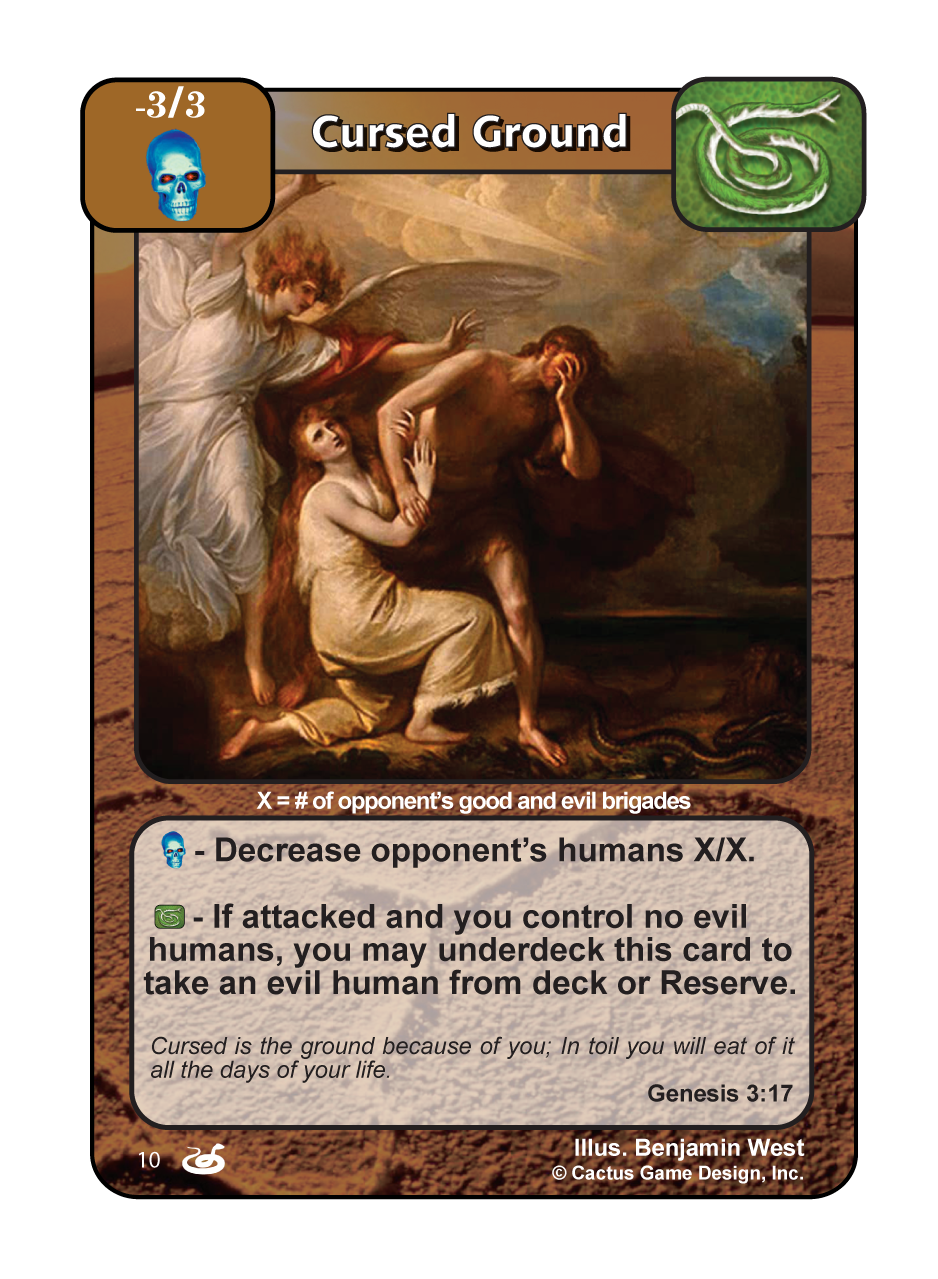 -3/3
Cursed Ground
X = # of opponent's good and evil brigades
- Decrease opponent's humans X/X.
- If attacked and you control no evil
humans, you may underdeck this card to
take an evil human from deck or Reserve.
Cursed is the ground because of you; In toil you will eat of it
all the days of your life.
Genesis 3:17
10
Illus. Benjamin West
© Cactus Game Design, Inc.